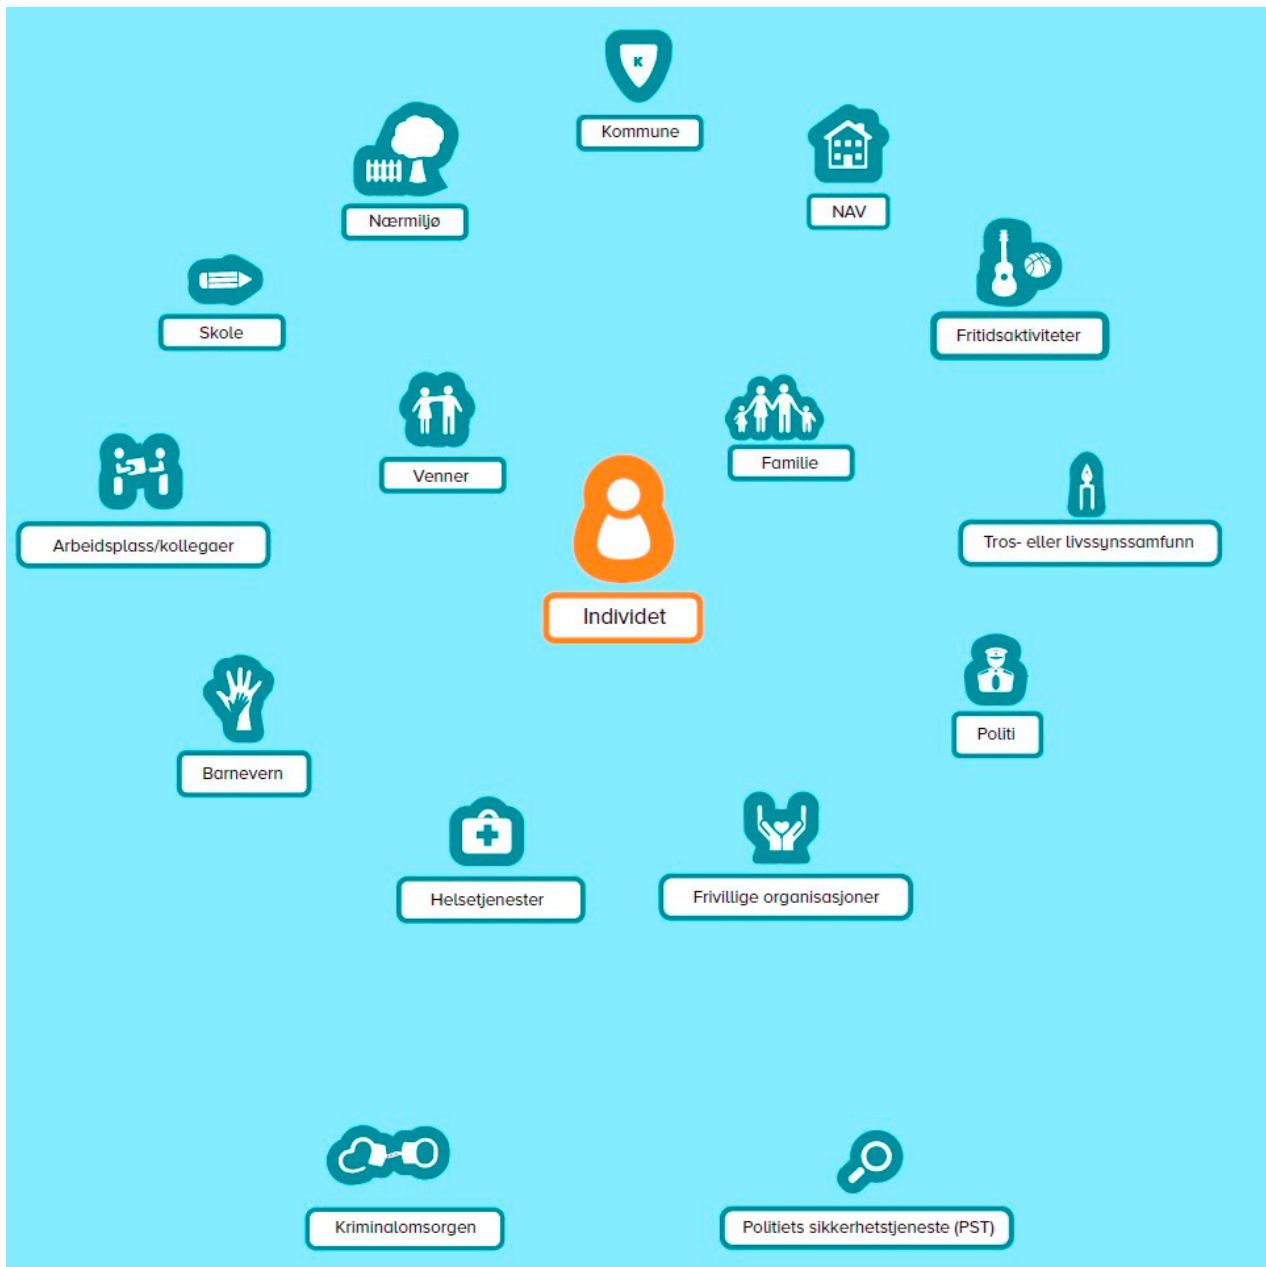 K
Kommune
Nærmiljø
NAV
Skole
Fritidsaktiviteter
Venner
Familie
Arbeidsplass/kollegaer
Tros- eller livssynssamfunn
Individet
Barnevern
Politi
Helsetjenester
Frivillige organisasjoner
Kriminalomsorgen
Politiets sikkerhetstjeneste (PST)